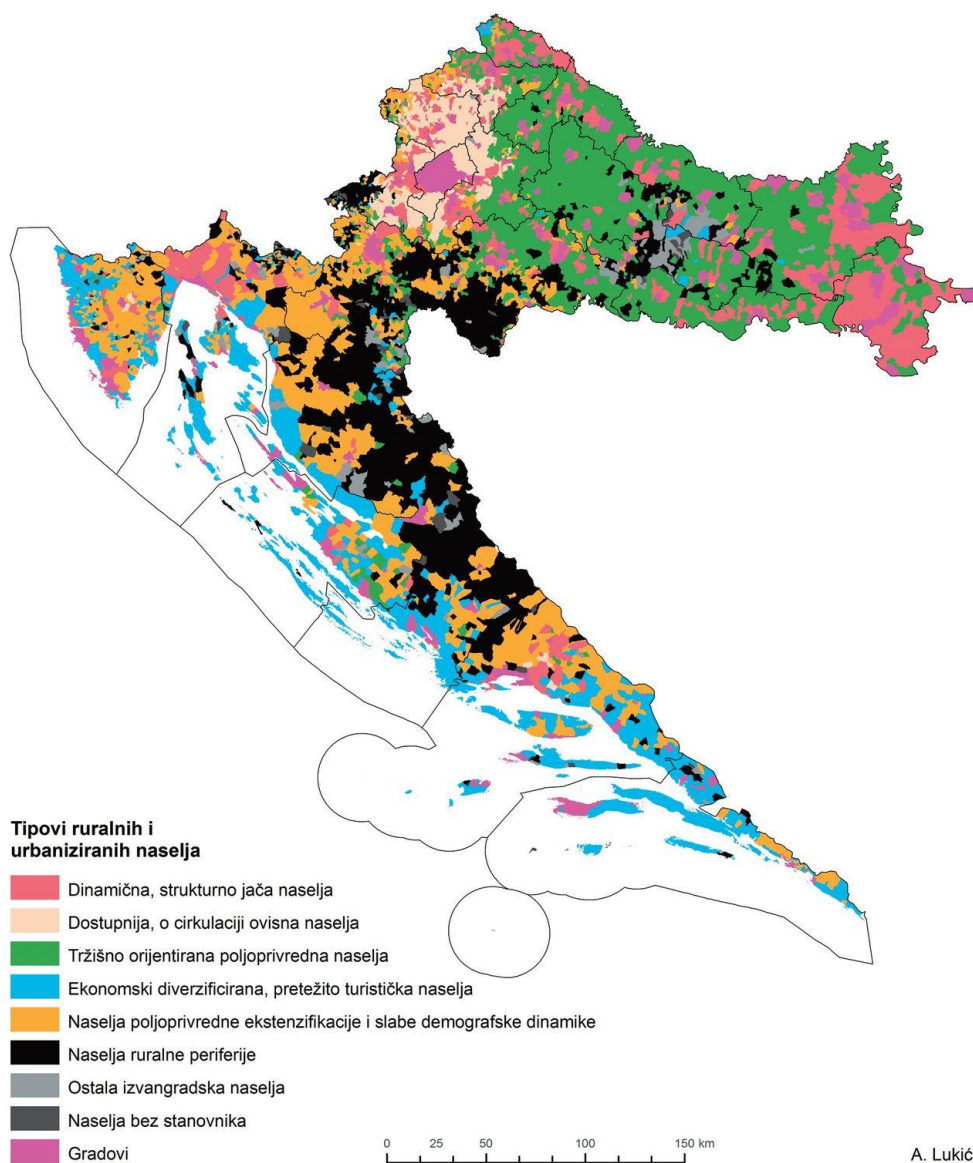 Tipovi ruralnih i
urbaniziranih naselja
Dinamična, strukturno jača naselja
Dostupnija, o cirkulaciji ovisna naselja
Tržišno orijentirana poljoprivredna naselja
Ekonomski diverzificirana, pretežito turistička naselja
Naselja poljoprivredne ekstenzifikacije i slabe demografske dinamike
Naselja ruralne periferije
Ostala izvangradska naselja
Naselja bez stanovnika
Gradovi
0 25 50 100 150 km
A. Lukić